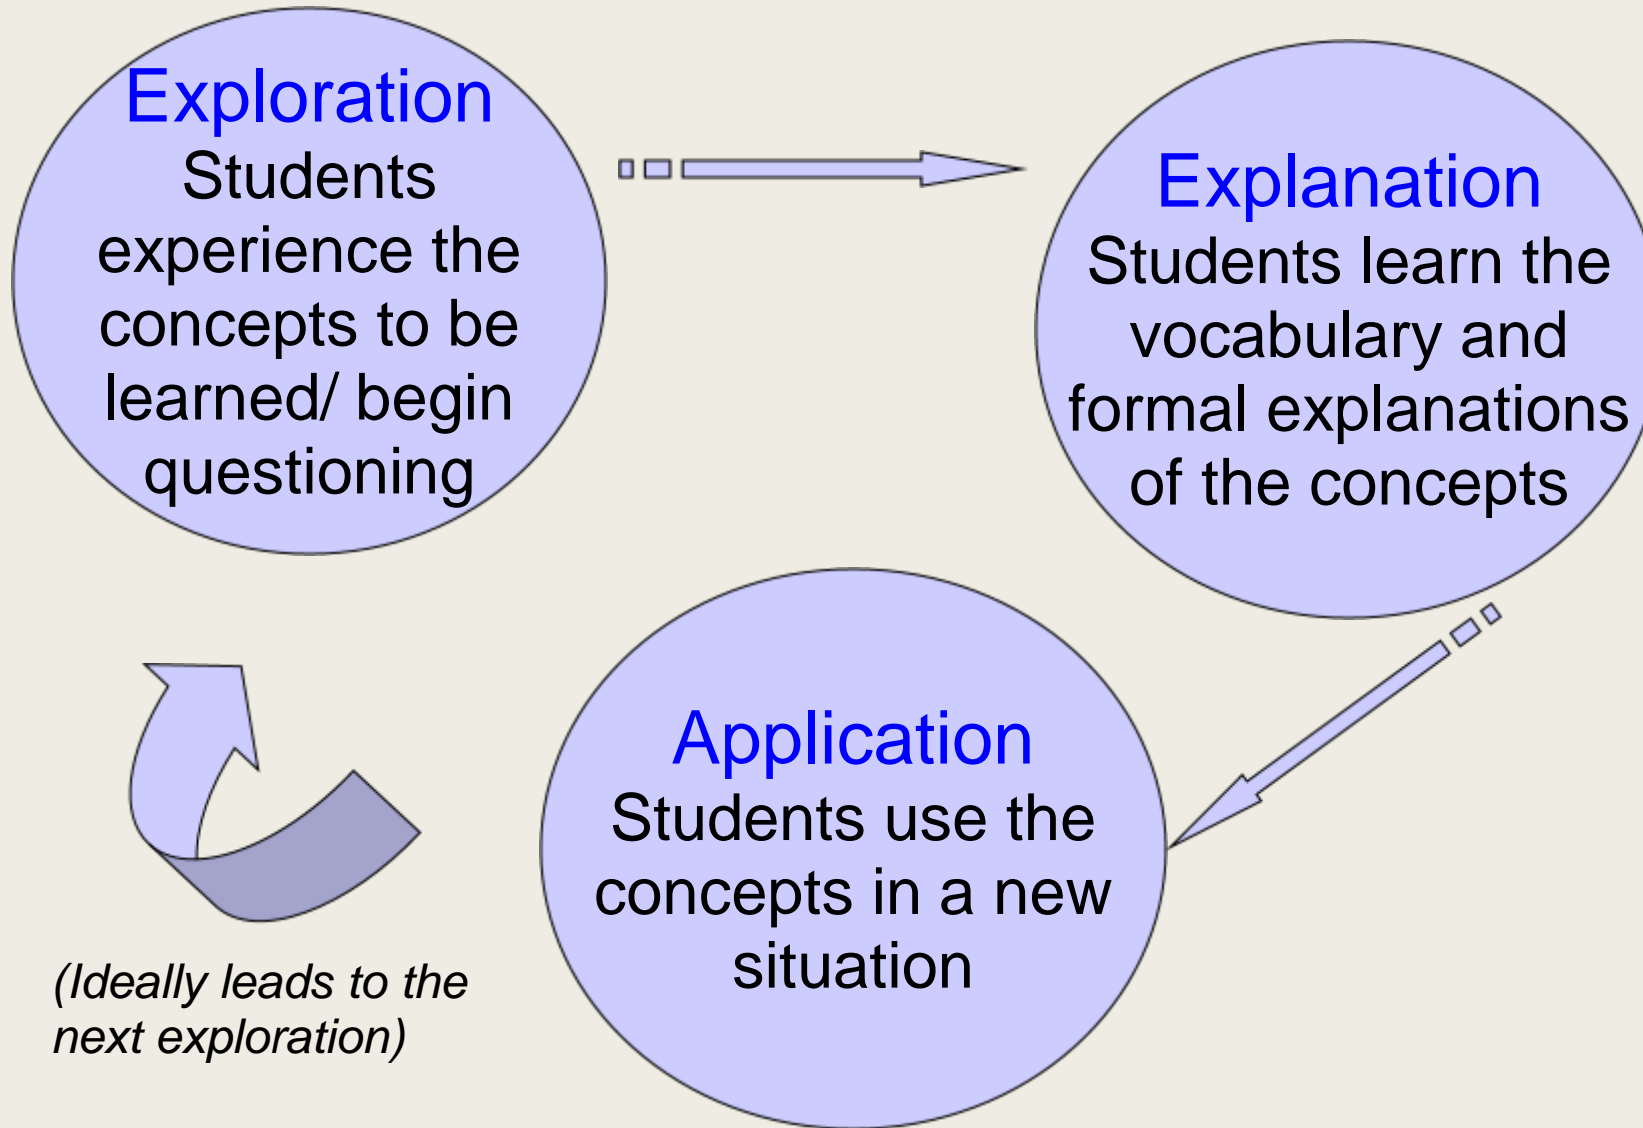 Exploration
Students
experience the
concepts to be
learned/ begin
questioning
Explanation
Students learn the
vocabulary and
formal explanations
of the concepts
Application
Students use the
concepts in a new
situation
(Ideally leads to the
next exploration)